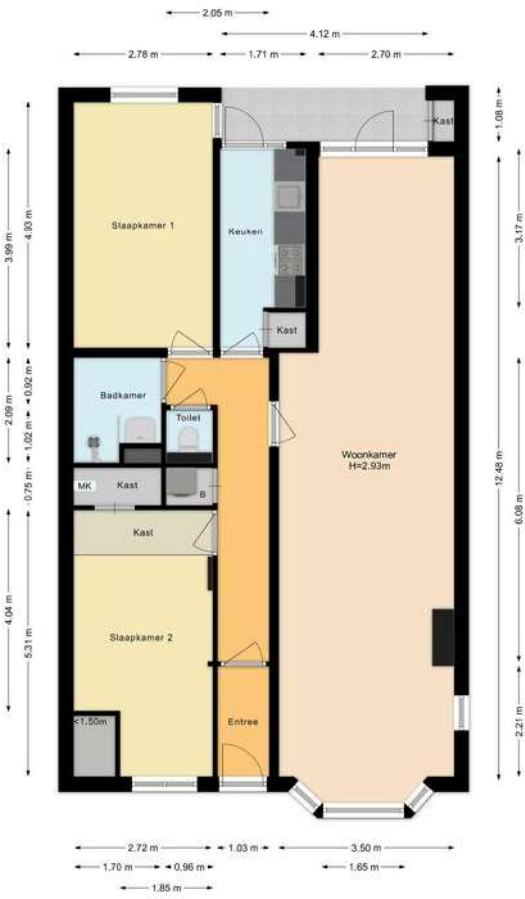 2.05 m
4.12 m
2.78 m
1.71 m
2.70 m
Kast
1.08 m
4.93 m
3.99 m
3.17 m
Slaapkamer 1
Keuken
Kast
0.92 m
2.09 m
Badkamer
Toilet
1.02 m
Woonkamer
H=2.93m
12.48 m
0.75 m
MK
Kast
B
6.08 m
Kast
4.04 m
5.31 m
Slaapkamer 2
<1.50m
Entree
2.21 m
2.72 m
1.03 m
3.50 m
1.70 m
0.96 m
1.65 m
1.85 m